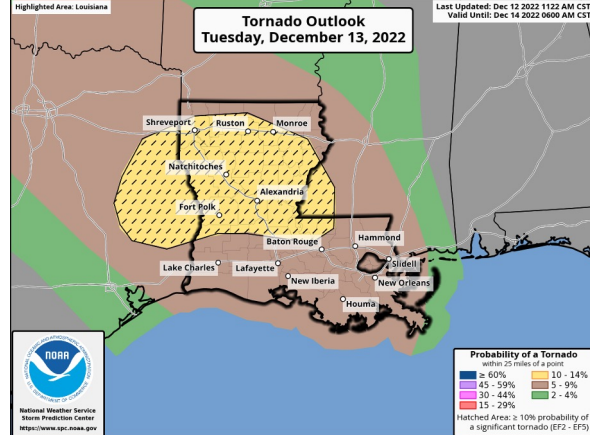 Highlighted Area: Louisiana
Tornado Outlook
Tuesday, December 13, 2022
Last Updated: Dec 12 2022 1122 AM CST
Valid Until: Dec 14 2022 0600 AM CST
Shreveport
Ruston
Monroe
Natchitoches
Alexandria
Fort Polk
Baton Rouge
Hammond
Lake Charles
Lafayette
Slidell
New Iberia
New Orleans
Houma
NOAA
National Weather Service
Storm Prediction Center
https://www.spc.noaa.gov
Probability of a Tornado
within 25 miles of a point
≥ 60%
10 - 14%
45 - 59%
5 - 9%
30 - 44%
2 - 4%
15 - 29%
Hatched Area: ≥ 10% probability of
a significant tornado (EF2 - EF5)